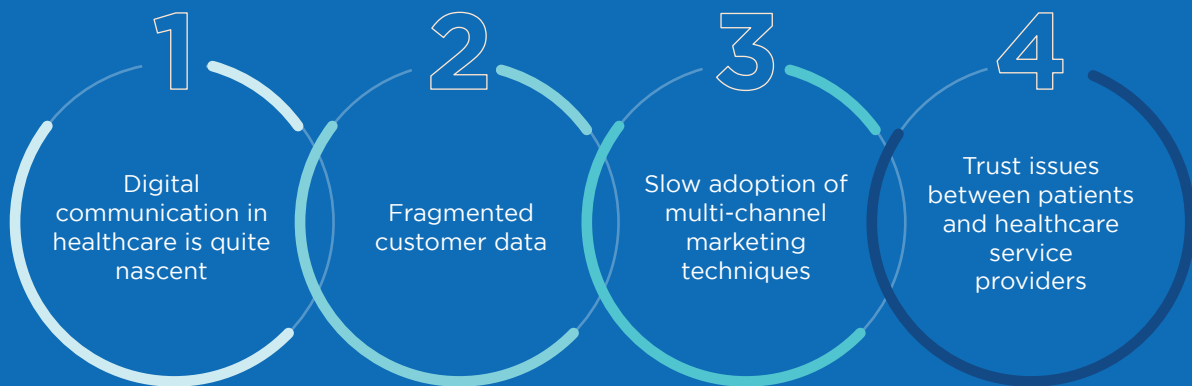 1
Digital
communication in
healthcare is quite
nascent
2
Fragmented
customer data
3
Slow adoption of
multi-channel
marketing
techniques
4
Trust issues
between patients
and healthcare
service
providers